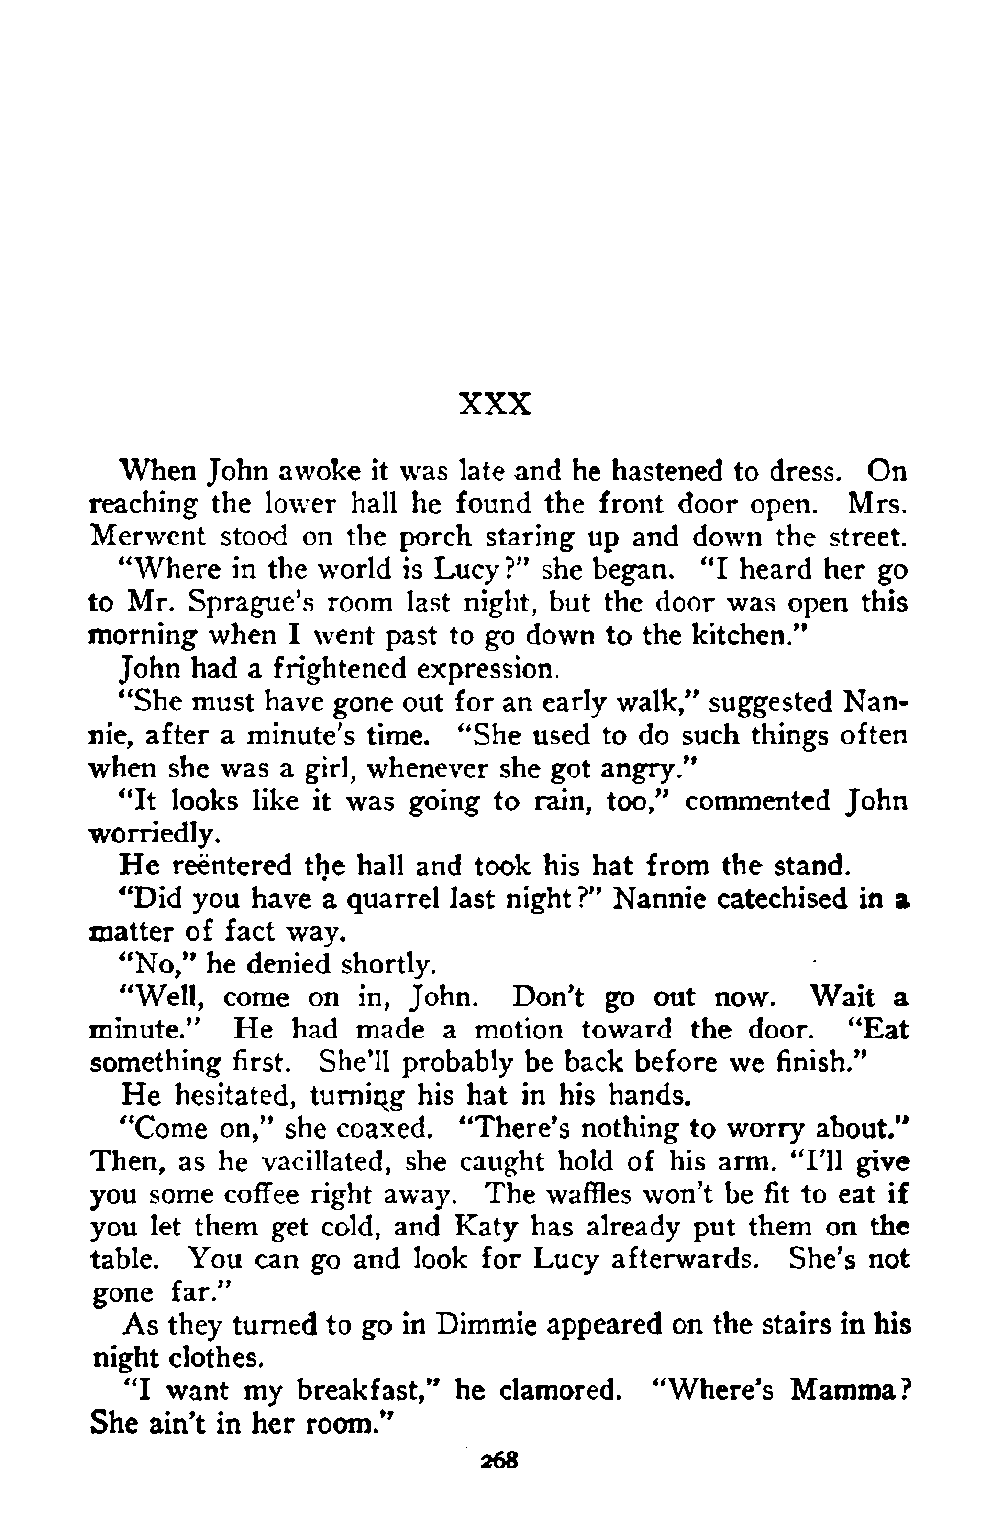 XXX
When John awoke it was late and he hastened to dress. On
reaching the lower hall he found the front door open. Mrs.
Merwent stood on the porch staring up and down the street.
“Where in the world is Lucy?” she began. “I heard her go
to Mr. Sprague's room last night, but the door was open this
morning when I went past to go down to the kitchen.”
John had a frightened expression.
“She must have gone out for an early walk,” suggested Nan-
nie, after a minute's time. “She used to do such things often
when she was a girl, whenever she got angry.”
“It looks like it was going to rain, too,” commented John
worriedly.
He reëntered the hall and took his hat from the stand.
“Did you have a quarrel last night?” Nannie catechised in a
matter of fact way.
“No,” he denied shortly.
“Well, come on in, John. Don't go out now. Wait a
minute.” He had made a motion toward the door. “Eat
something first. She'll probably be back before we finish.”
He hesitated, turning his hat in his hands.
“Come on,” she coaxed. “There's nothing to worry about.”
Then, as he vacillated, she caught hold of his arm. “I'll give
you some coffee right away. The waffles won't be fit to eat if
you let them get cold, and Katy has already put them on the
table. You can go and look for Lucy afterwards. She's not
gone far.”
As they turned to go in Dimmie appeared on the stairs in his
night clothes.
“I want my breakfast,” he clamored. “Where's Mamma?
She ain't in her room.”
268